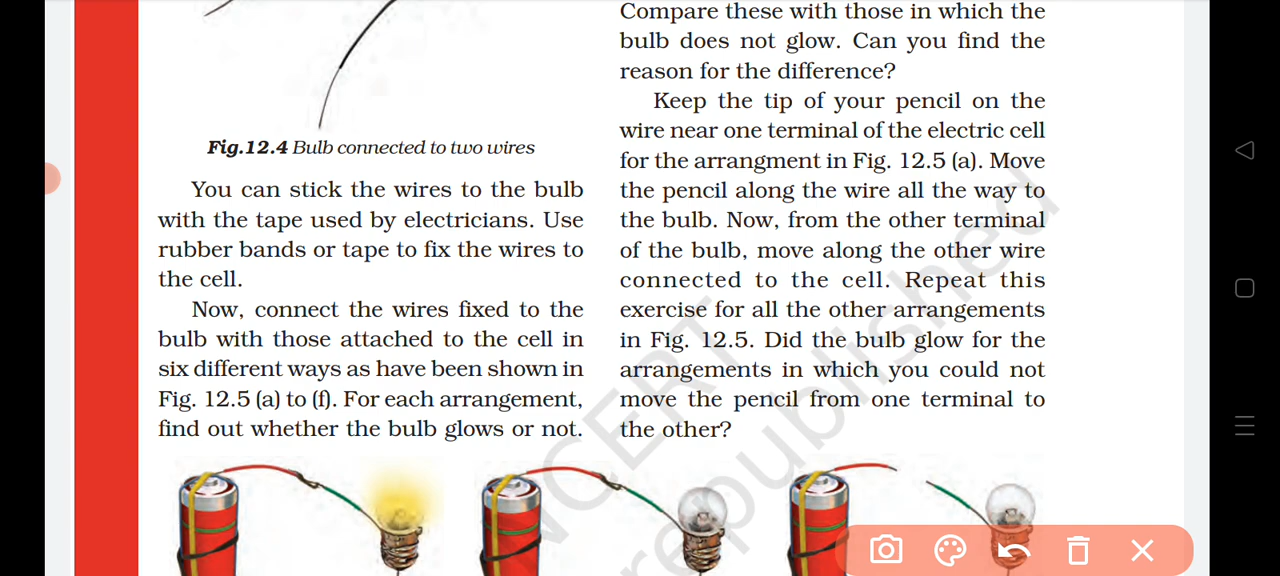 Fig.12.4 Bulb connected to two wires
You can stick the wires to the bulb
with the tape used by electricians. Use
rubber bands or tape to fix the wires to
the cell.
Now, connect the wires fixed to the
bulb with those attached to the cell in
six different ways as have been shown in
Fig. 12.5 (a) to (f). For each arrangement,
find out whether the bulb glows or not.
Compare these with those in which the
bulb does not glow. Can you find the
reason for the difference?
Keep the tip of your pencil on the
wire near one terminal of the electric cell
for the arrangment in Fig. 12.5 (a). Move
the pencil along the wire all the way to
the bulb. Now, from the other terminal
of the bulb, move along the other wire
connected to the cell. Repeat this
exercise for all the other arrangements
in Fig. 12.5. Did the bulb glow for the
arrangements in which you could not
move the pencil from one terminal to
the other?
NCERT
republished